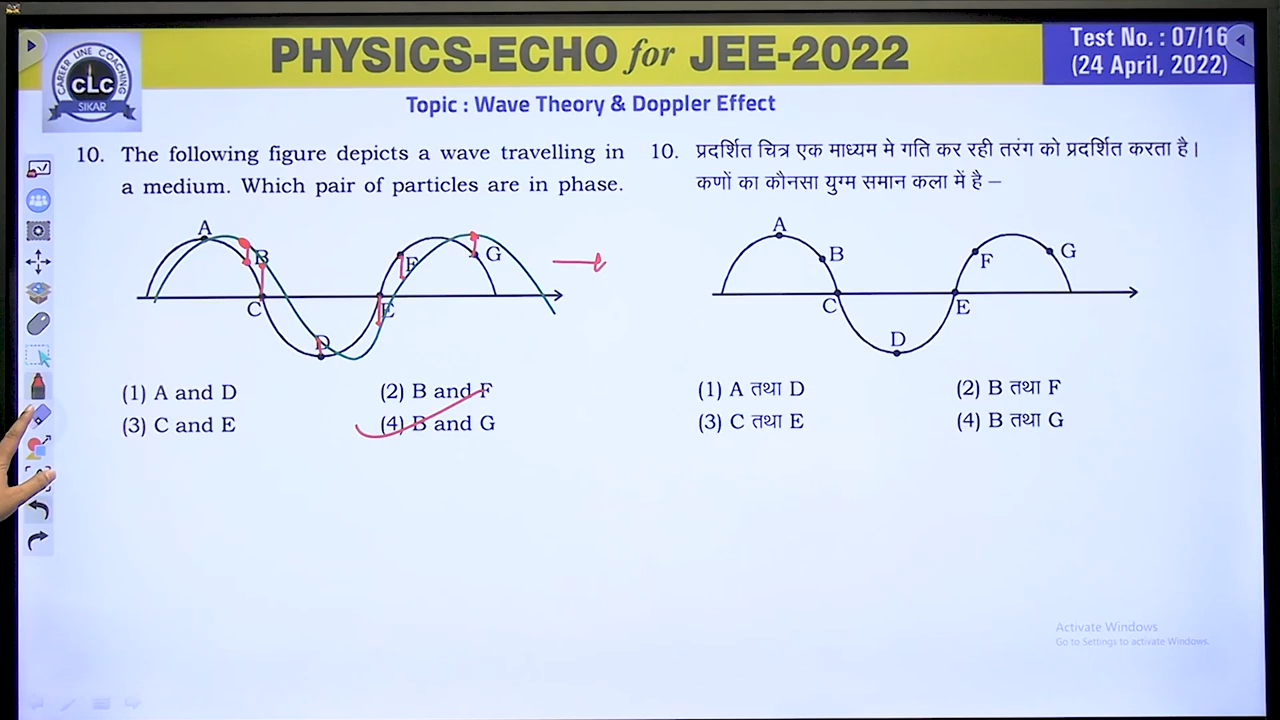 PHYSICS-ECHO for JEE-2022
Test No. : 07/16
(24 April, 2022)
CAREER LINE COACHING
CLC
SIKAR
Topic : Wave Theory & Doppler Effect
10. The following figure depicts a wave travelling in
a medium. Which pair of particles are in phase.
A
B
C
D
E
F
G
(1) A and D
(2) B and F
(3) C and E
(4) B and G
10. प्रदर्शित चित्र एक माध्यम मे गति कर रही तरंग को प्रदर्शित करता है।
कणों का कौनसा युग्म समान कला में है –
A
B
C
D
E
F
G
(1) A तथा D
(2) B तथा F
(3) C तथा E
(4) B तथा G
Activate Windows
Go to Settings to activate Windows.